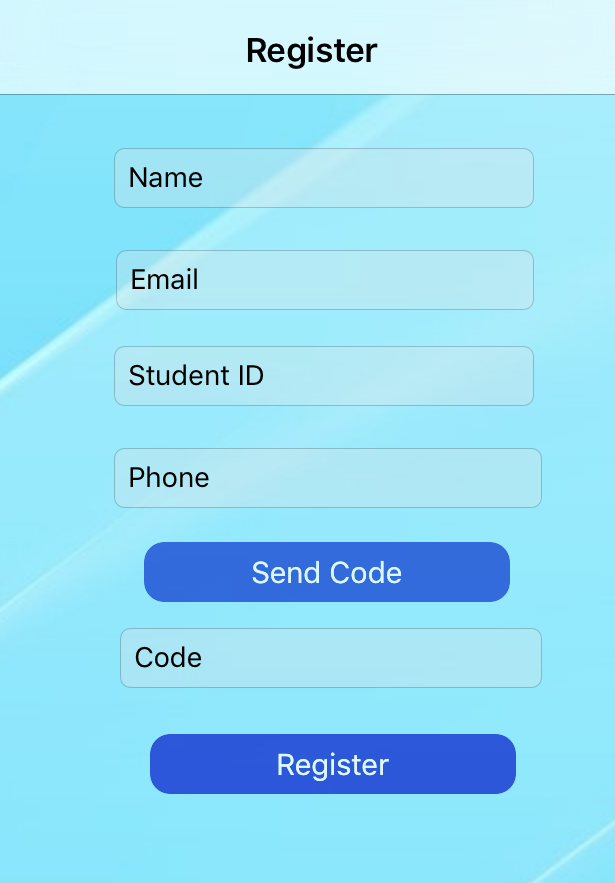 Register
Name
Email
Student ID
Phone
Send Code
Code
Register